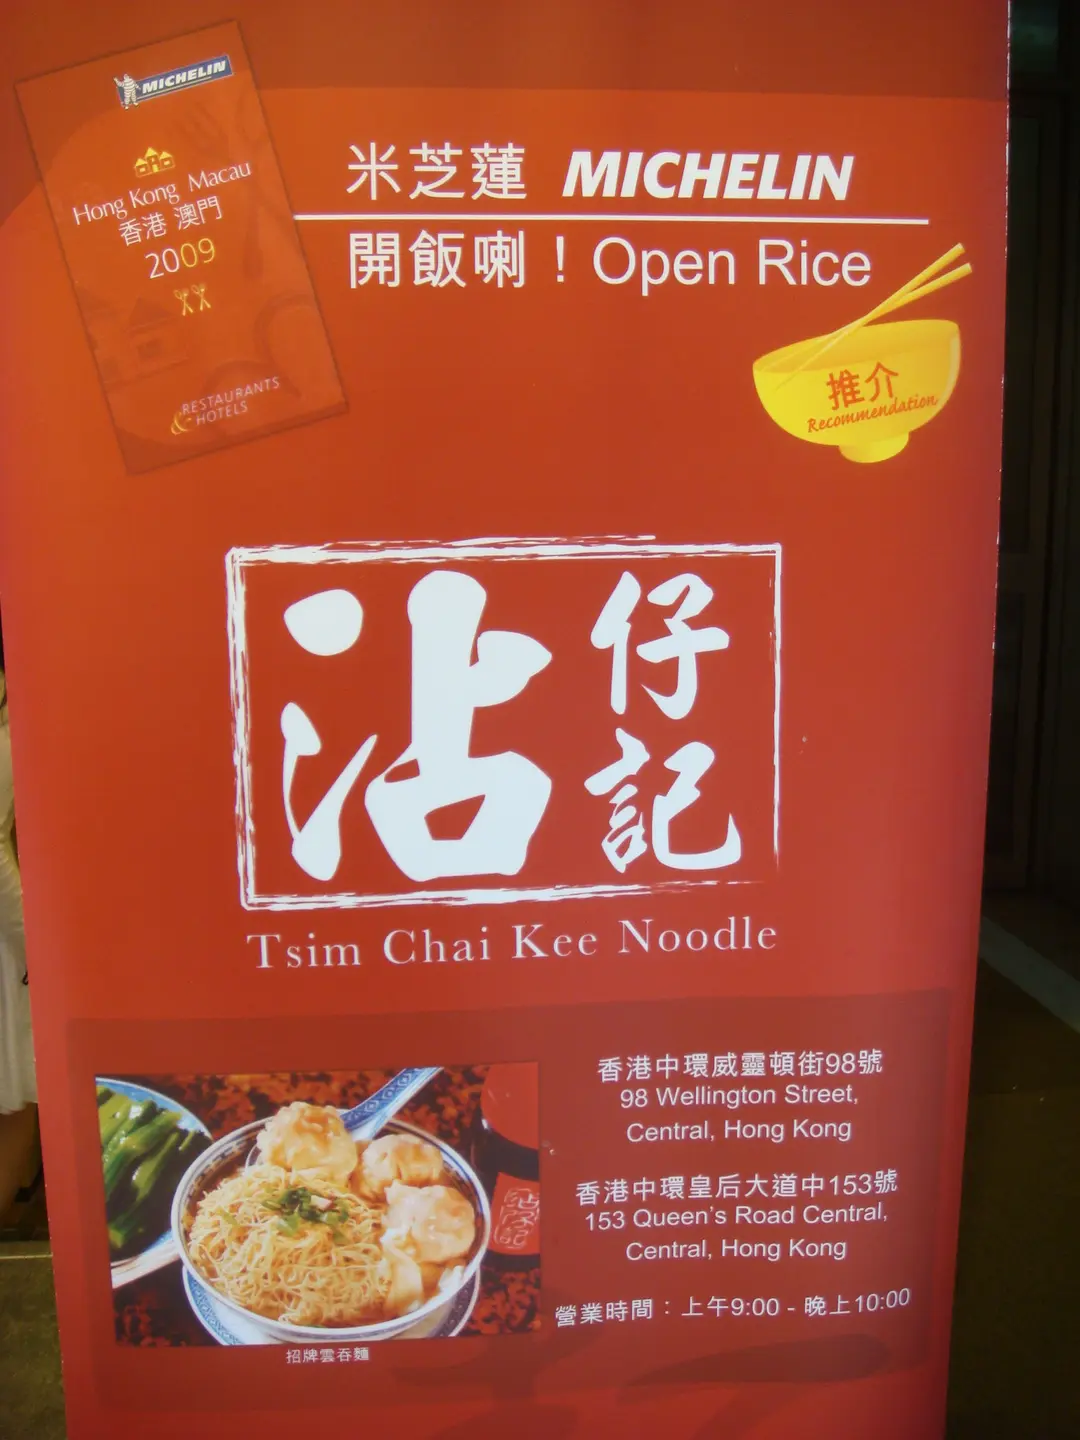 MICHELIN
Hong Kong Macau
香港 澳門
2009
RESTAURANTS
& HOTELS
米芝蓮 MICHELIN
開飯喇！Open Rice
推介
Recommendation
沾仔記
Tsim Chai Kee Noodle
香港中環威靈頓街98號
98 Wellington Street,
Central, Hong Kong
香港中環皇后大道中153號
153 Queen's Road Central,
Central, Hong Kong
營業時間：上午9:00 - 晚上10:00
沾仔記
招牌雲吞麵